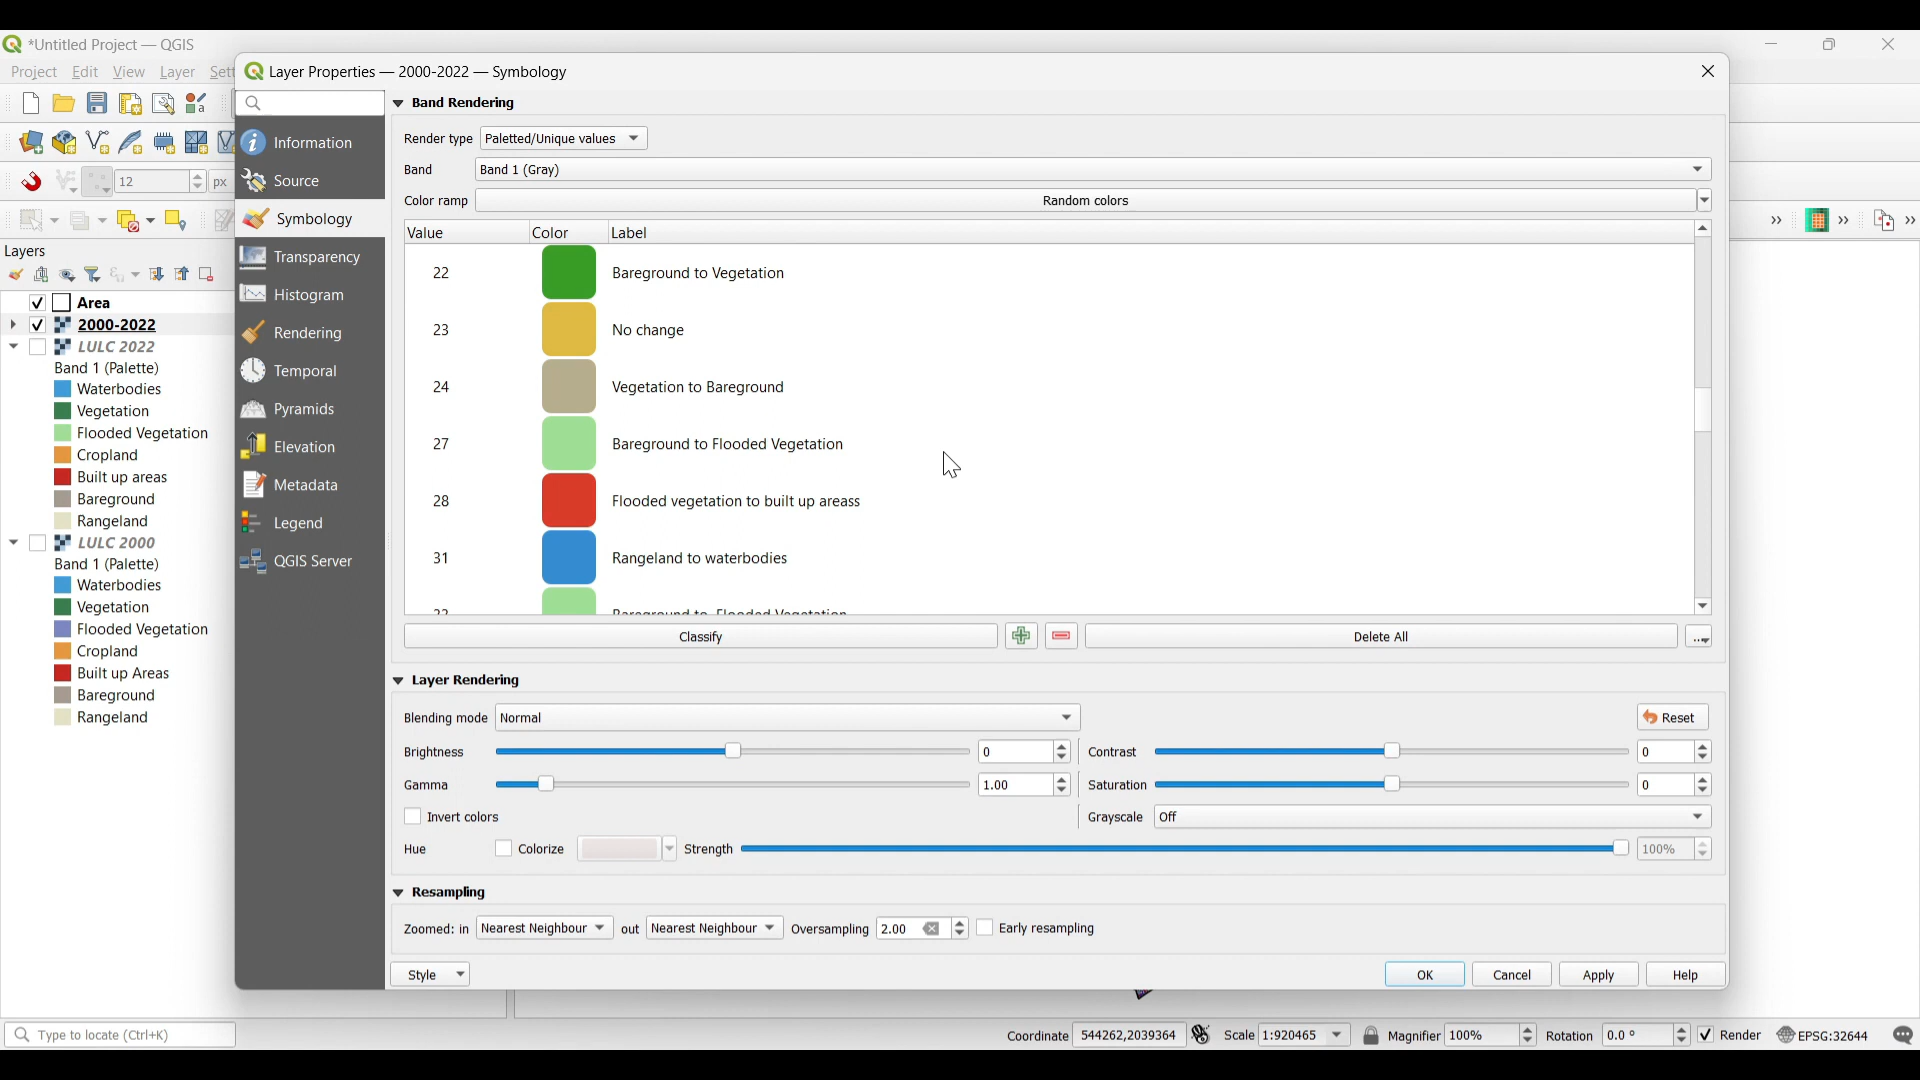 *Untitled Project — QGIS
Project Edit View Layer Sett
12 px
Layers
Area
2000-2022
LULC 2022
Band 1 (Palette)
Waterbodies
Vegetation
Flooded Vegetation
Cropland
Built up areas
Bareground
Rangeland
LULC 2000
Band 1 (Palette)
Waterbodies
Vegetation
Flooded Vegetation
Cropland
Built up Areas
Bareground
Rangeland
Layer Properties — 2000-2022 — Symbology
Information
Source
Symbology
Transparency
Histogram
Rendering
Temporal
Pyramids
Elevation
Metadata
Legend
QGIS Server
Band Rendering
Render type Paletted/Unique values
Band Band 1 (Gray)
Color ramp Random colors
Value Color Label
22 Bareground to Vegetation
23 No change
24 Vegetation to Bareground
27 Bareground to Flooded Vegetation
28 Flooded vegetation to built up areass
31 Rangeland to waterbodies
Bareground to Flooded Vegetation
Classify Delete All ...
Layer Rendering
Blending mode Normal Reset
Brightness 0 Contrast 0
Gamma 1.00 Saturation 0
Invert colors Grayscale Off
Hue Colorize Strength 100%
Resampling
Zoomed: in Nearest Neighbour out Nearest Neighbour Oversampling 2.00 Early resampling
Style OK Cancel Apply Help
Type to locate (Ctrl+K) Coordinate 544262,2039364 Scale 1:920465 Magnifier 100% Rotation 0.0 ° Render EPSG:32644